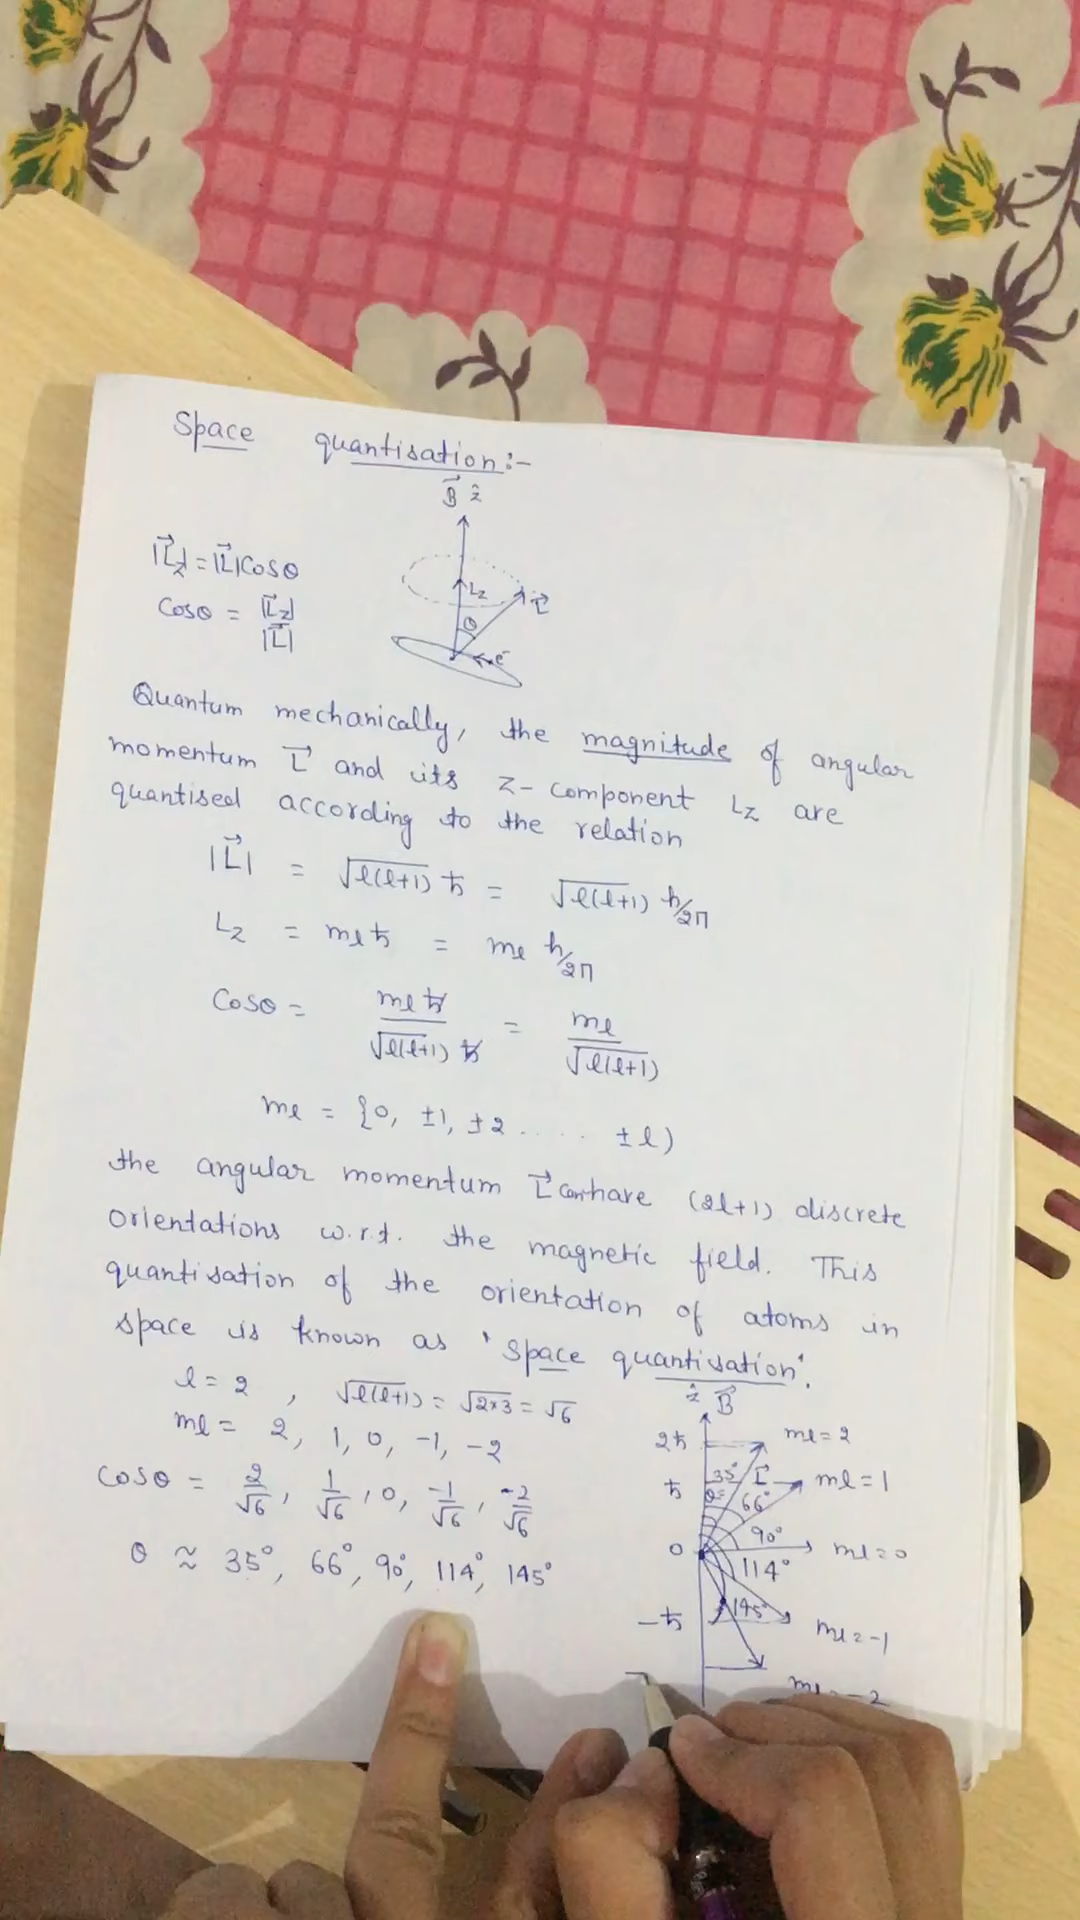 Space quantisation:-
B⃗ ẑ
|L⃗z| = |L⃗|Cosθ
Cosθ = |L⃗z| / |L⃗|
Lz
L⃗
θ
e⁻
Quantum mechanically, the magnitude of angular
momentum L⃗ and its z-component Lz are
quantised according to the relation
|L⃗| = √l(l+1) ħ = √l(l+1) h/2π
Lz = mlħ = ml h/2π
Cosθ = mlħ / √l(l+1) ħ = ml / √l(l+1)
ml = {0, ±1, ±2 ..... ±l)
the angular momentum L⃗ can have (2l+1) discrete
orientations w.r.t. the magnetic field. This
quantisation of the orientation of atoms in
space is known as 'space quantisation'.
l = 2 , √l(l+1) = √2×3 = √6
ml = 2, 1, 0, -1, -2
Cosθ = 2/√6, 1/√6, 0, -1/√6, -2/√6
θ ≈ 35°, 66°, 90°, 114°, 145°
ẑ B⃗
2ħ ml = 2
ħ 35° L⃗ ml = 1
θ= 66°
0 90° ml = 0
114°
-ħ 145° ml = -1
ml = -2